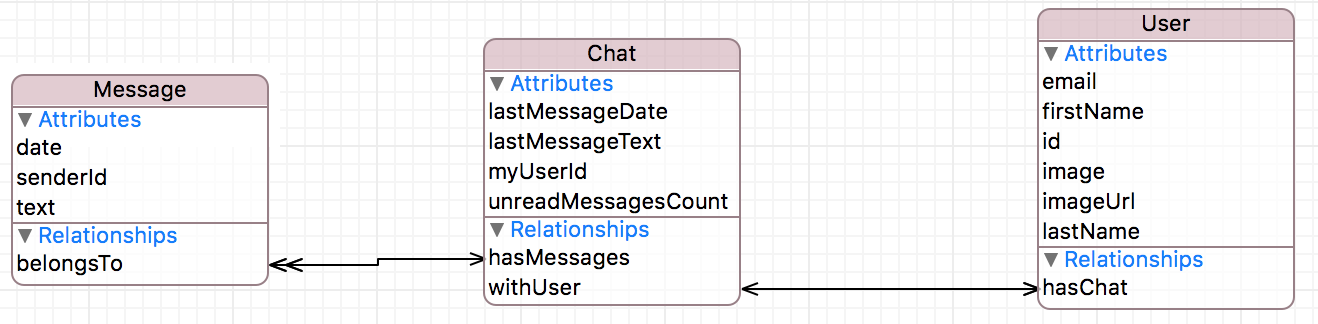 Message
Attributes
date
senderId
text
Relationships
belongsTo
Chat
Attributes
lastMessageDate
lastMessageText
myUserId
unreadMessagesCount
Relationships
hasMessages
withUser
User
Attributes
email
firstName
id
image
imageUrl
lastName
Relationships
hasChat